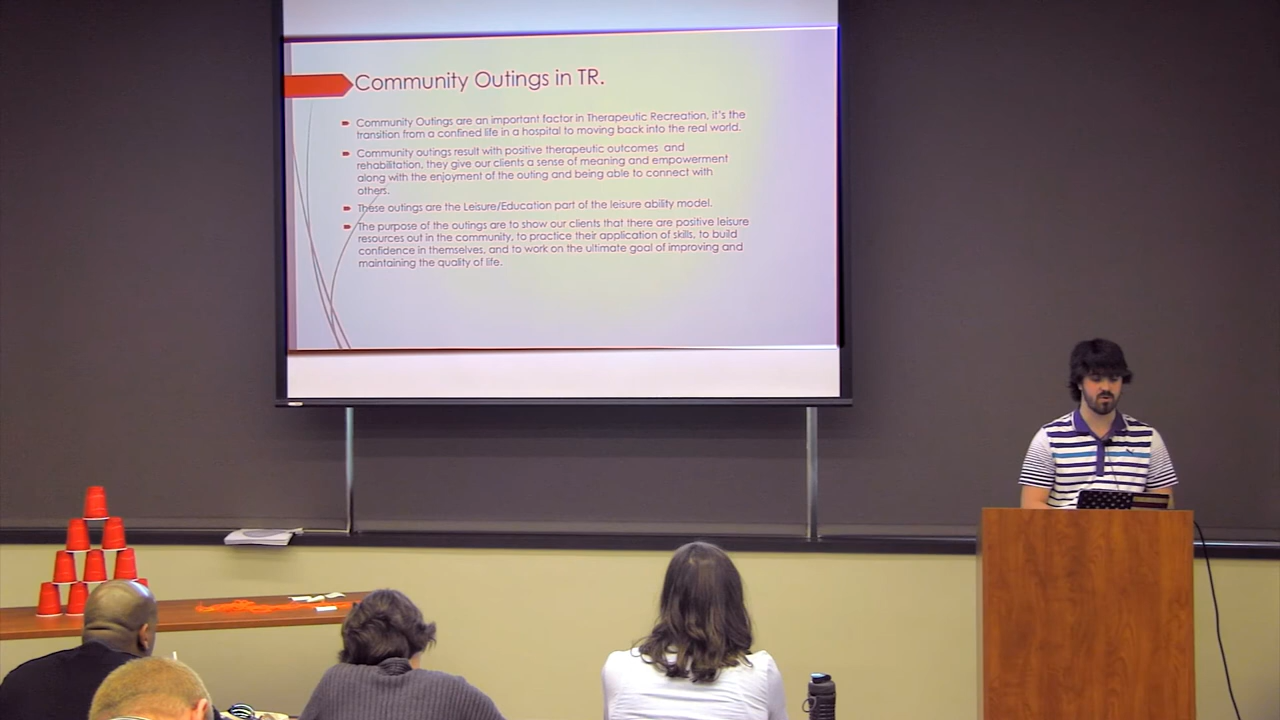 Community Outings in TR.
Community Outings are an important factor in Therapeutic Recreation, it's the
transition from a confined life in a hospital to moving back into the real world.
Community outings result with positive therapeutic outcomes and
rehabilitation, they give our clients a sense of meaning and empowerment
along with the enjoyment of the outing and being able to connect with
others.
These outings are the Leisure/Education part of the leisure ability model.
The purpose of the outings are to show our clients that there are positive leisure
resources out in the community, to practice their application of skills, to build
confidence in themselves, and to work on the ultimate goal of improving and
maintaining the quality of life.